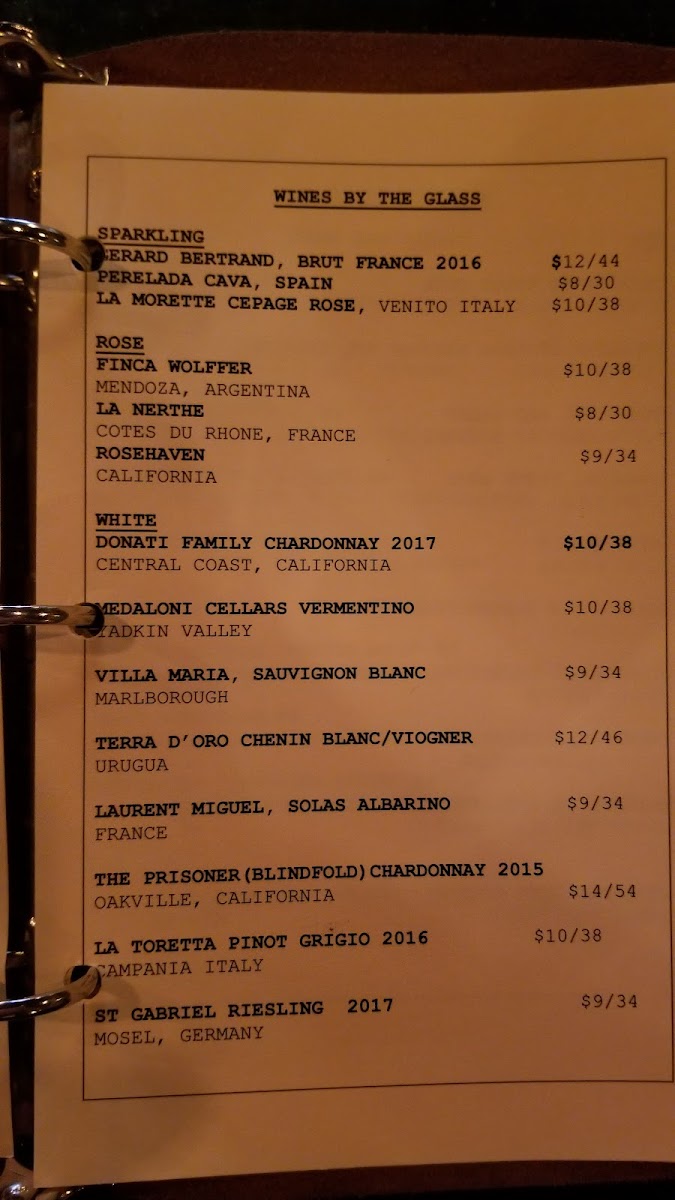 WINES BY THE GLASS
SPARKLING
GERARD BERTRAND, BRUT FRANCE 2016 $12/44
PERELADA CAVA, SPAIN $8/30
LA MORETTE CEPAGE ROSE, VENITO ITALY $10/38
ROSE
FINCA WOLFFER $10/38
MENDOZA, ARGENTINA
LA NERTHE $8/30
COTES DU RHONE, FRANCE
ROSEHAVEN $9/34
CALIFORNIA
WHITE
DONATI FAMILY CHARDONNAY 2017 $10/38
CENTRAL COAST, CALIFORNIA
MEDALONI CELLARS VERMENTINO $10/38
YADKIN VALLEY
VILLA MARIA, SAUVIGNON BLANC $9/34
MARLBOROUGH
TERRA D'ORO CHENIN BLANC/VIOGNER $12/46
URUGUA
LAURENT MIGUEL, SOLAS ALBARINO $9/34
FRANCE
THE PRISONER(BLINDFOLD)CHARDONNAY 2015
OAKVILLE, CALIFORNIA $14/54
LA TORETTA PINOT GRIGIO 2016 $10/38
CAMPANIA ITALY
ST GABRIEL RIESLING 2017 $9/34
MOSEL, GERMANY